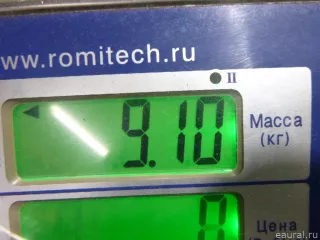 www.romitech.ru
II
9.10
Масса
(кг)
Цена
eaural.ru